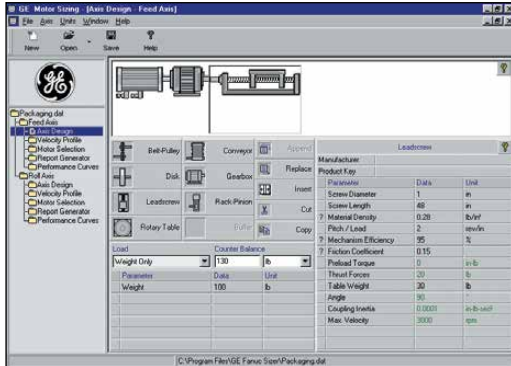 GE Motor Sizing - [Axis Design - Feed Axis]
File Axis Units Window Help
New Open Save Help
GE
Packaging.dat
Feed Axis
Axis Design
Velocity Profile
Motor Selection
Report Generator
Performance Curves
Roll Axis
Axis Design
Velocity Profile
Motor Selection
Report Generator
Performance Curves
Belt-Pulley Conveyor Append
Disk Gearbox Replace
Leadscrew Rack Pinion Insert
Cut
Rotary Table Roller Copy
Load Counter Balance
Weight Only 130 lb
Parameter Data Unit
Weight 100 lb
Leadscrew
Manufacturer
Product Key
Parameter Data Unit
Screw Diameter 1 in
Screw Length 48 in
? Material Density 0.28 lb/in³
Pitch / Lead 2 rev/in
? Mechanism Efficiency 95 %
? Friction Coefficient 0.15
Preload Torque 0 in-lb
Thrust Forces 20 lb
Table Weight 30 lb
Angle 90 °
Coupling Inertia 0.0001 in-lb-sec²
Max. Velocity 3000 rpm
C:\Program Files\GE Fanuc Sizer\Packaging.dat